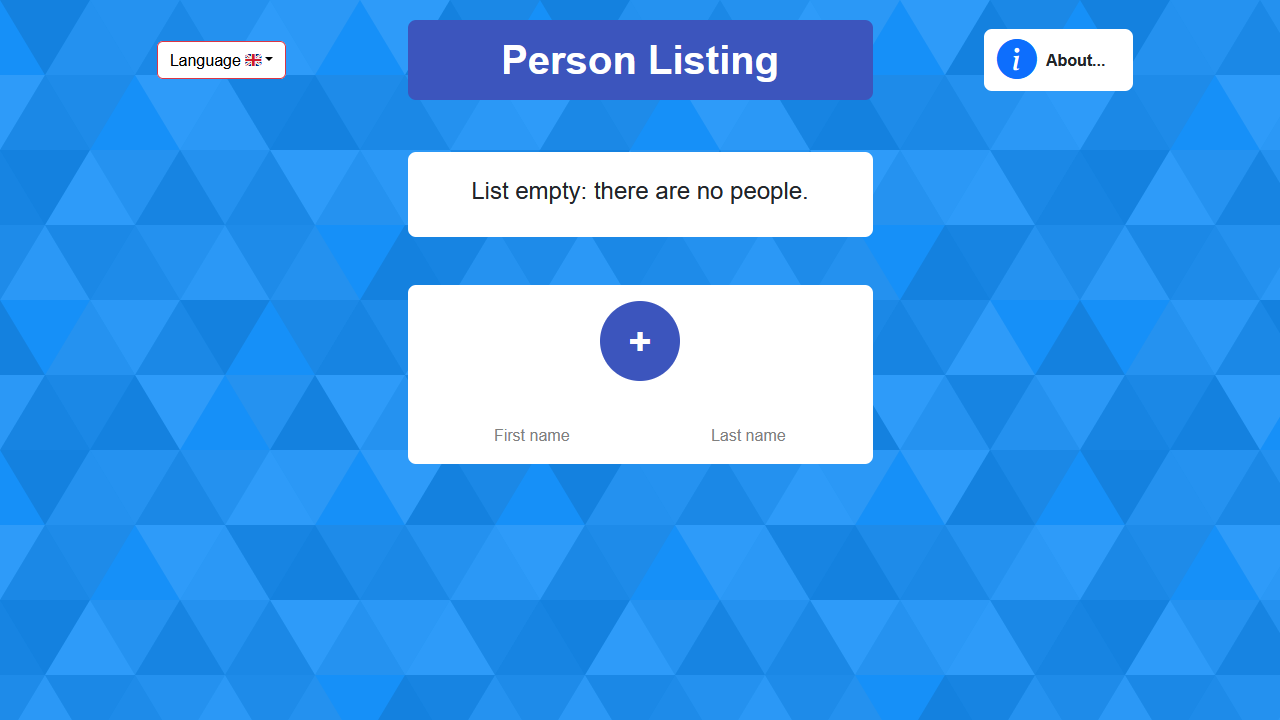 Language
Person Listing
i About...
List empty: there are no people.
+
First name Last name